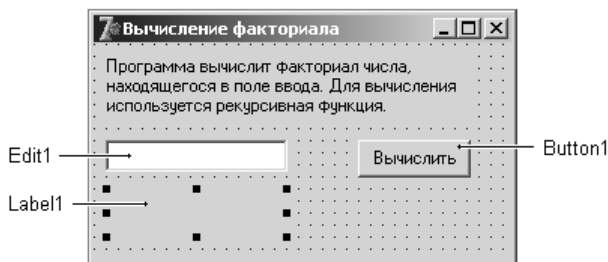 Вычисление факториала
Программа вычислит факториал числа,
находящегося в поле ввода. Для вычисления
используется рекурсивная функция.
Edit1
Вычислить
Button1
Label1